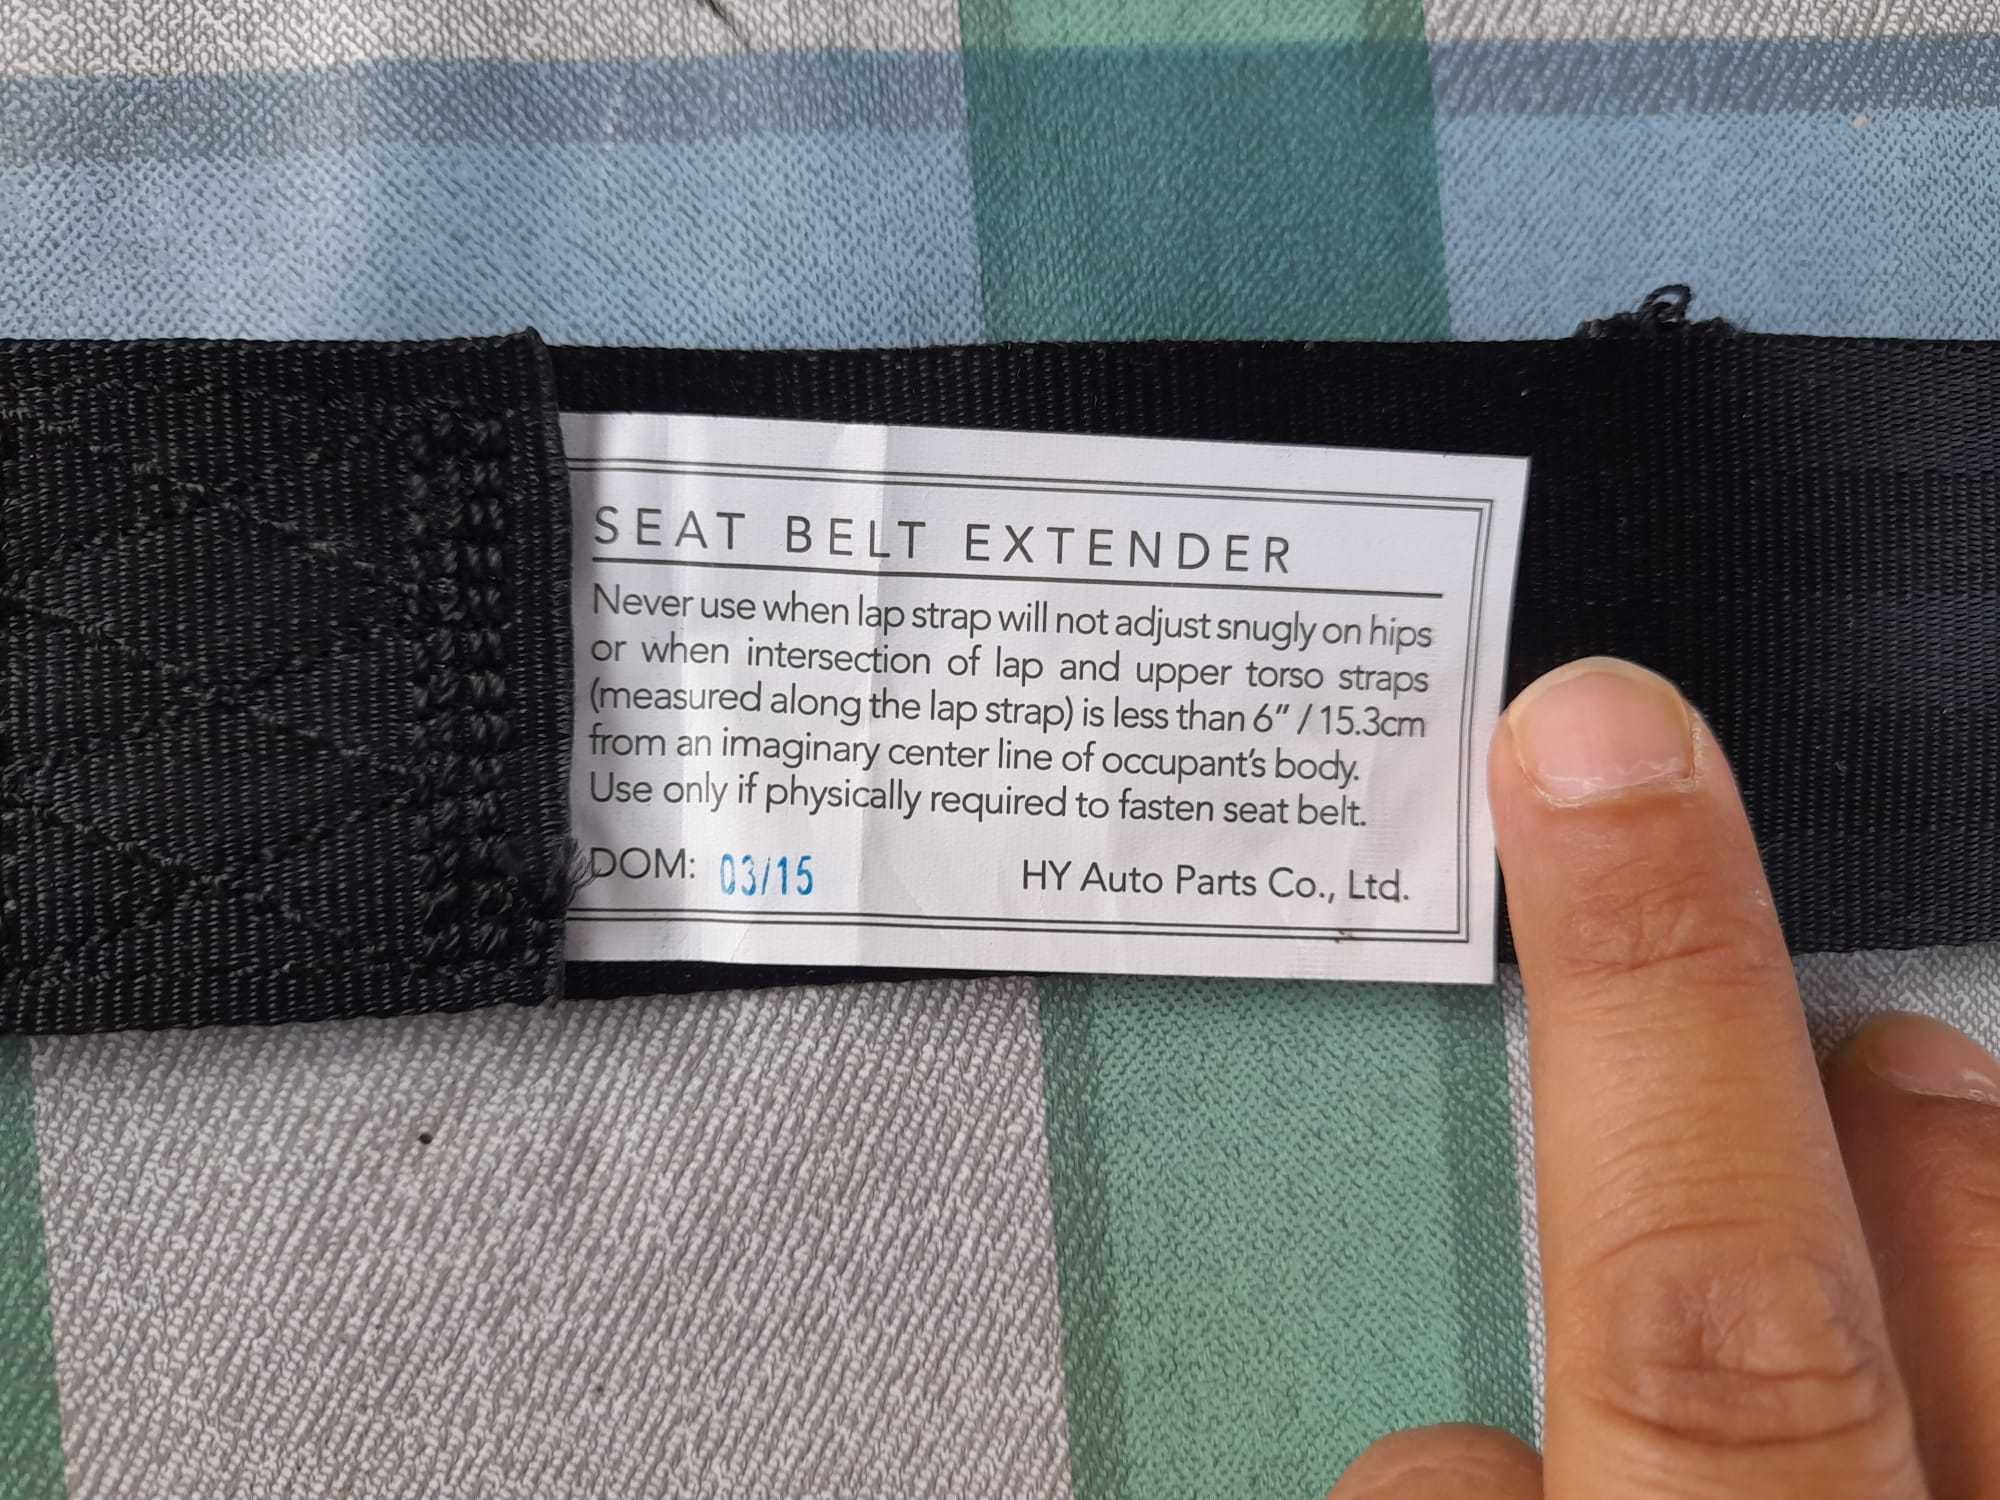 SEAT BELT EXTENDER
Never use when lap strap will not adjust snugly on hips
or when intersection of lap and upper torso straps
(measured along the lap strap) is less than 6" / 15.3cm
from an imaginary center line of occupant's body.
Use only if physically required to fasten seat belt.
DOM: 03/15 HY Auto Parts Co., Ltd.